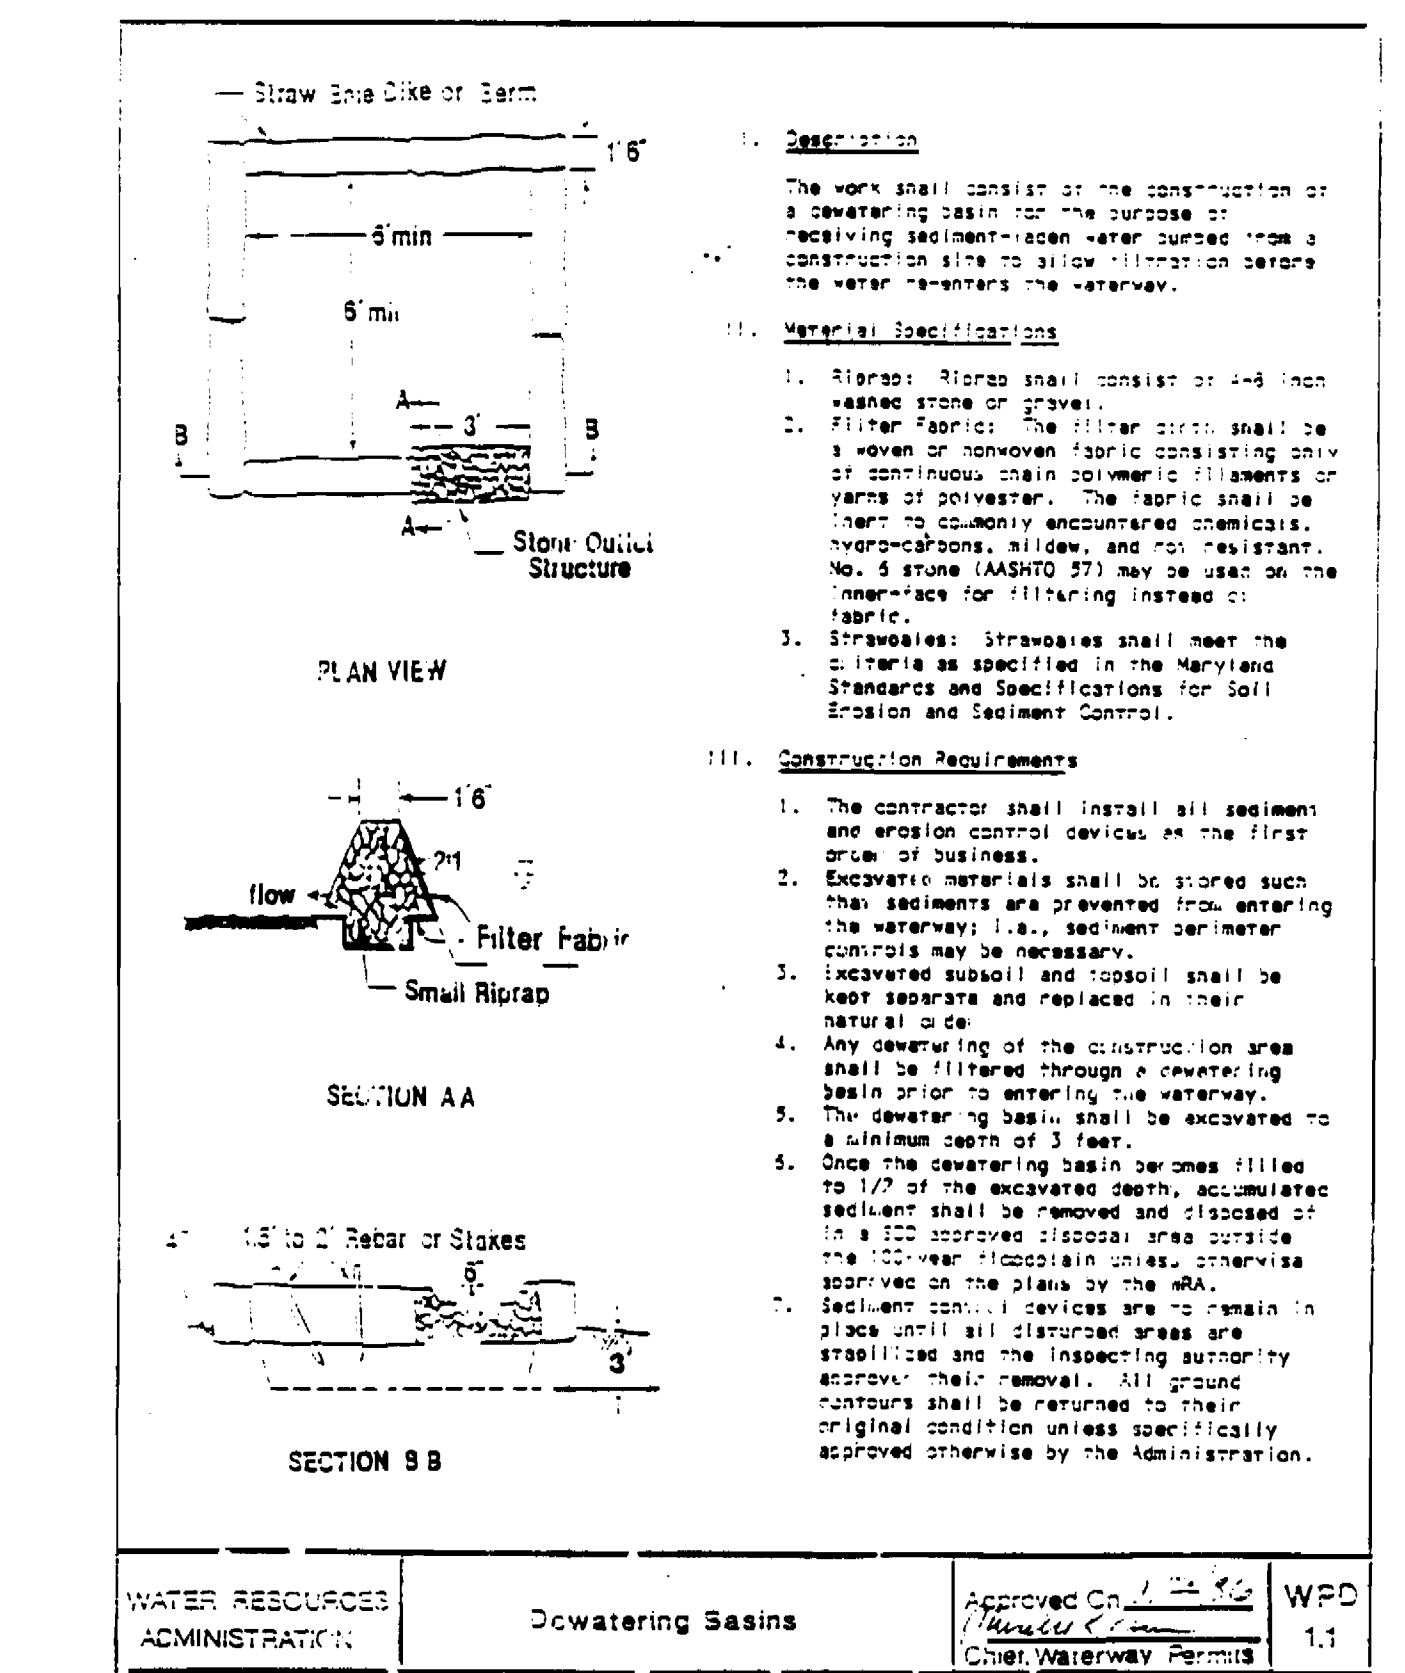 Straw Bale Dike or Berm
1'6"
6'min
6'min
A
3'
B
B
A
Stone Outlet
Structure
PLAN VIEW
1'6"
2:1
flow
Filter Fabric
Small Riprap
SECTION AA
1.5' to 2' Rebar or Stakes
6"
3'
SECTION BB
I. Description
The work shall consist of the construction of
a dewatering basin for the purpose of
receiving sediment-laden water pumped from a
construction site to allow filtration before
the water re-enters the waterway.
II. Material Specifications
1. Riprap: Riprap shall consist of 4-8 inch
washed stone or gravel.
2. Filter Fabric: The filter cloth shall be
a woven or nonwoven fabric consisting only
of continuous chain polymeric filaments or
yarns of polyester. The fabric shall be
inert to commonly encountered chemicals,
hydro-carbons, mildew, and rot resistant.
No. 6 stone (AASHTO 57) may be used on the
inner-face for filtering instead of
fabric.
3. Strawbales: Strawbales shall meet the
criteria as specified in the Maryland
Standards and Specifications for Soil
Erosion and Sediment Control.
III. Construction Requirements
1. The contractor shall install all sediment
and erosion control devices as the first
order of business.
2. Excavated materials shall be stored such
that sediments are prevented from entering
the waterway; i.e., sediment perimeter
controls may be necessary.
3. Excavated subsoil and topsoil shall be
kept separate and replaced in their
natural order
4. Any dewatering of the construction area
shall be filtered through a dewatering
basin prior to entering the waterway.
5. The dewatering basin shall be excavated to
a minimum depth of 3 feet.
6. Once the dewatering basin becomes filled
to 1/2 of the excavated depth, accumulated
sediment shall be removed and disposed of
in a SCD approved disposal area outside
the 100-year floodplain unless otherwise
approved on the plans by the WRA.
7. Sediment control devices are to remain in
place until all disturbed areas are
stabilized and the inspecting authority
approves their removal. All ground
contours shall be returned to their
original condition unless specifically
approved otherwise by the Administration.
WATER RESOURCES
ADMINISTRATION
Dewatering Basins
Approved On
Chief, Waterway Permits
WPD
1.1